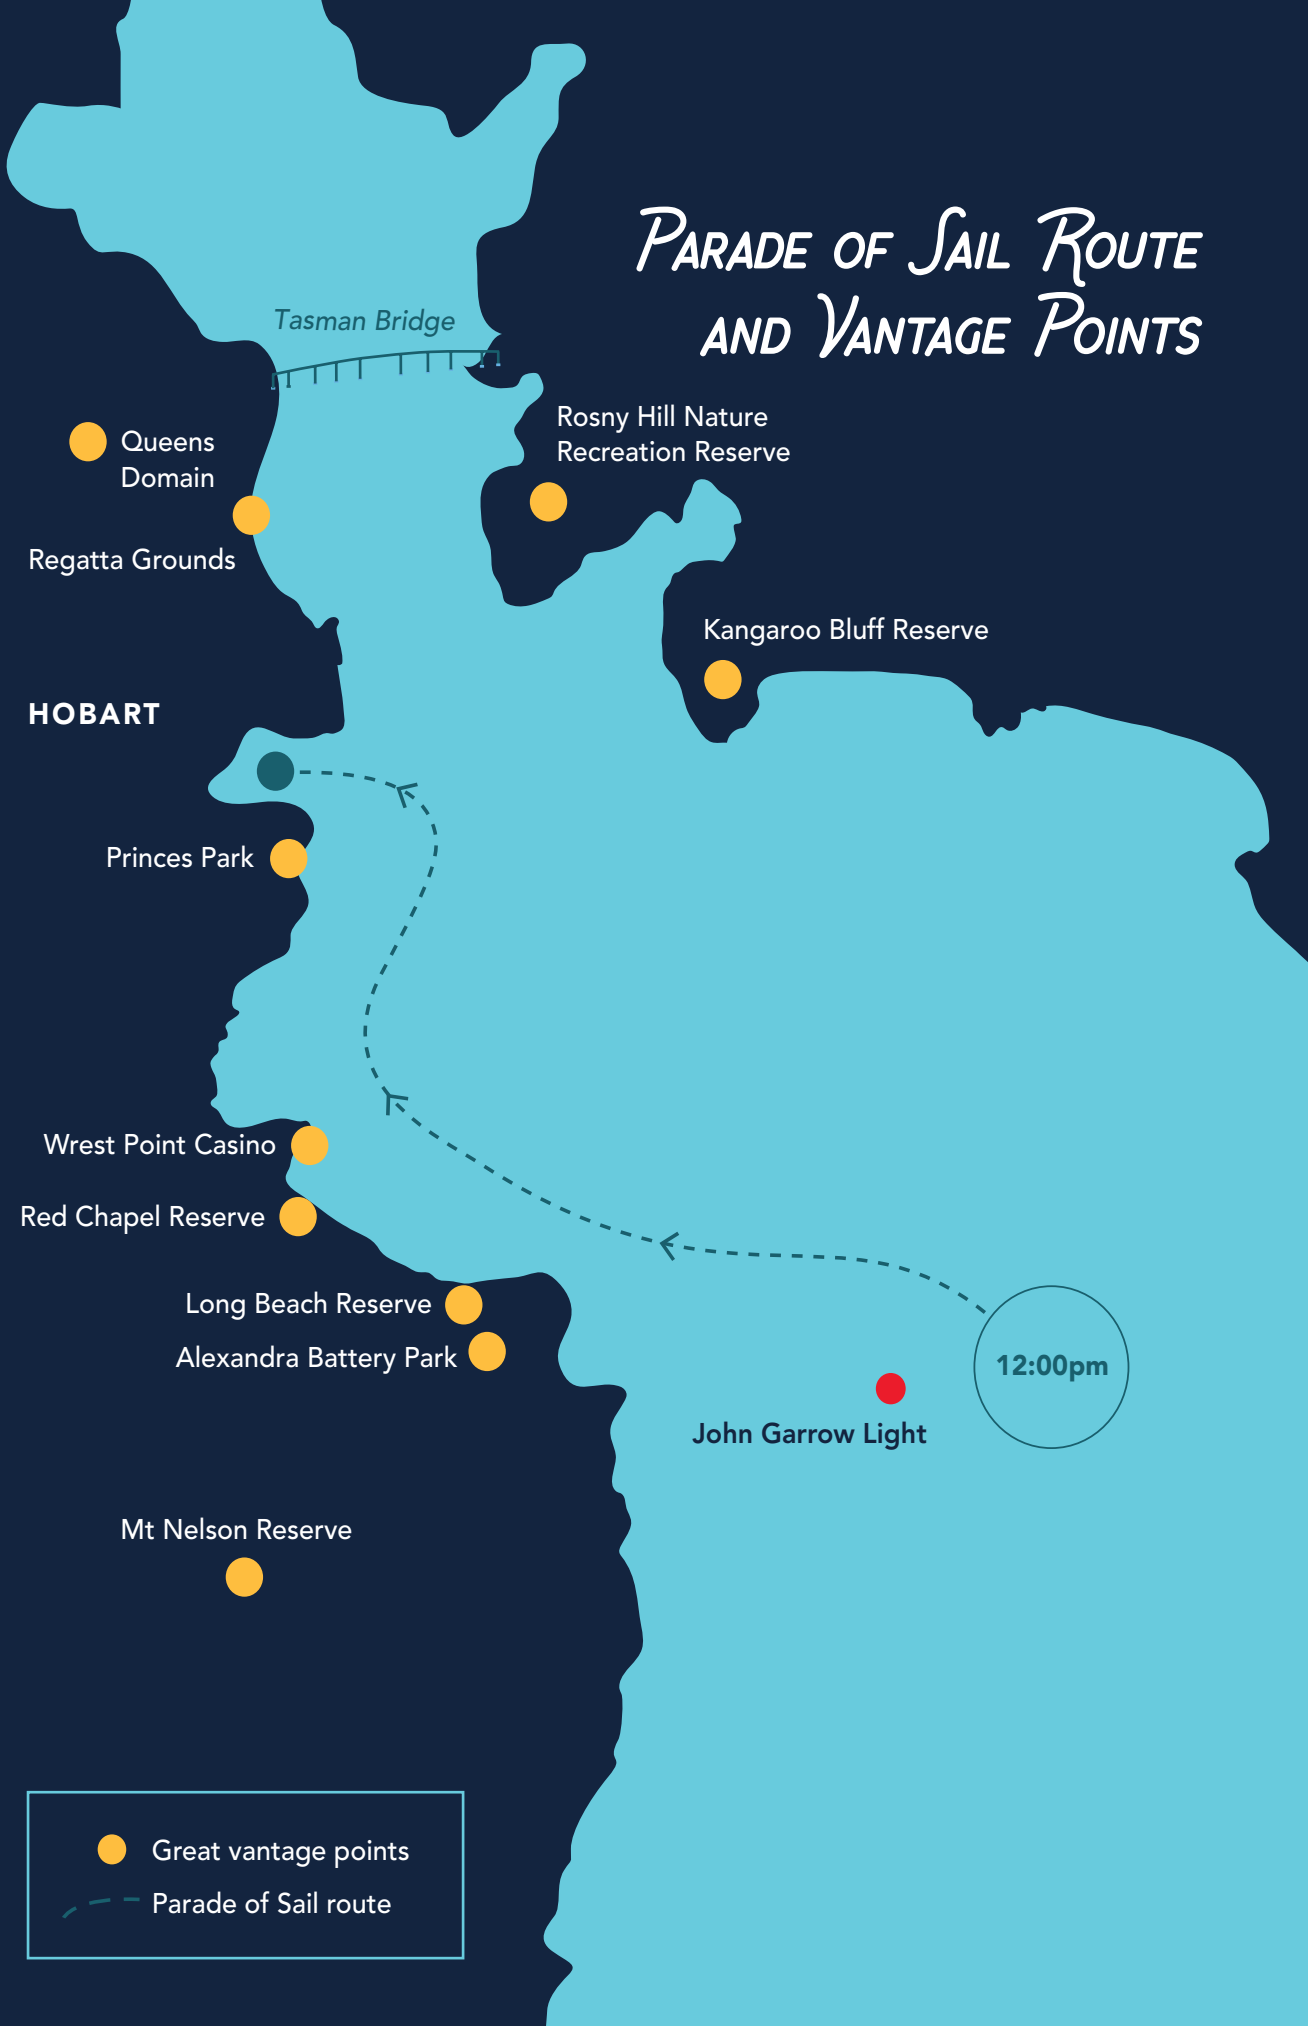 Parade of Sail Route
and Vantage Points
Tasman Bridge
Queens
Domain
Rosny Hill Nature
Recreation Reserve
Regatta Grounds
Kangaroo Bluff Reserve
HOBART
Princes Park
Wrest Point Casino
Red Chapel Reserve
Long Beach Reserve
Alexandra Battery Park
12:00pm
John Garrow Light
Mt Nelson Reserve
Great vantage points
Parade of Sail route